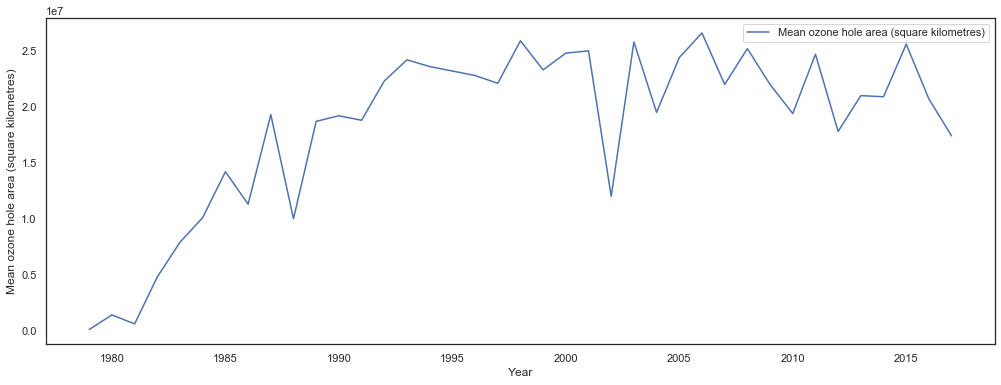 1e7
Mean ozone hole area (square kilometres)
2.5
2.0
1.5
1.0
0.5
0.0
Mean ozone hole area (square kilometres)
1980 1985 1990 1995 2000 2005 2010 2015
Year